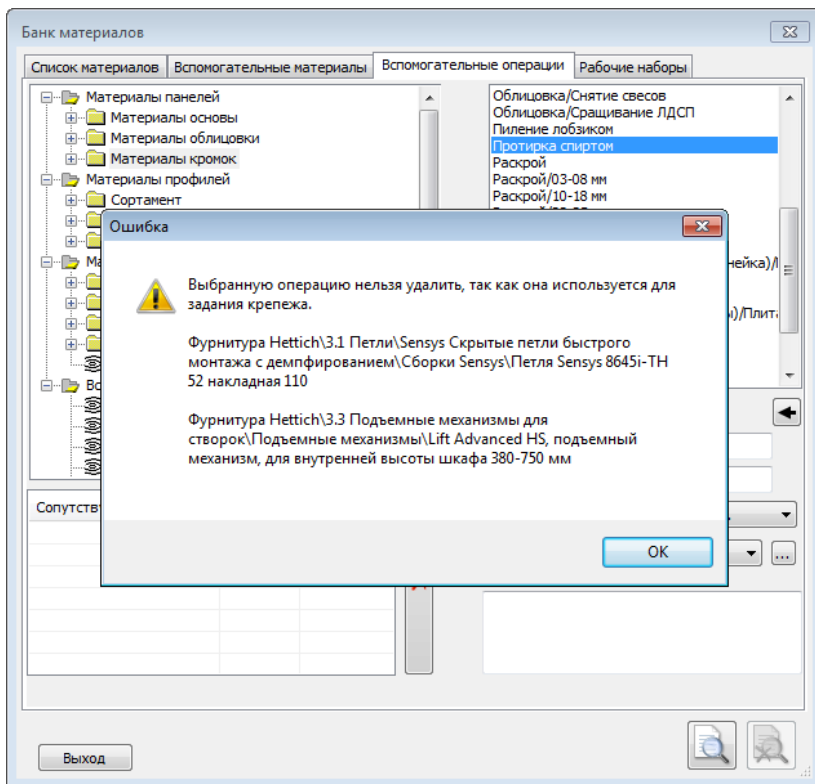 Банк материалов
Список материалов
Вспомогательные материалы
Вспомогательные операции
Рабочие наборы
Материалы панелей
Материалы основы
Материалы облицовки
Материалы кромок
Материалы профилей
Сортамент
Облицовка/Снятие свесов
Облицовка/Сращивание ЛДСП
Пиление лобзиком
Протирка спиртом
Раскрой
Раскрой/03-08 мм
Раскрой/10-18 мм
Ошибка
Выбранную операцию нельзя удалить, так как она используется для
задания крепежа.
Фурнитура Hettich\3.1 Петли\Sensys Скрытые петли быстрого
монтажа с демпфированием\Сборки Sensys\Петля Sensys 8645i-TH
52 накладная 110
Фурнитура Hettich\3.3 Подъемные механизмы для
створок\Подъемные механизмы\Lift Advanced HS, подъемный
механизм, для внутренней высоты шкафа 380-750 мм
OK
...
Выход